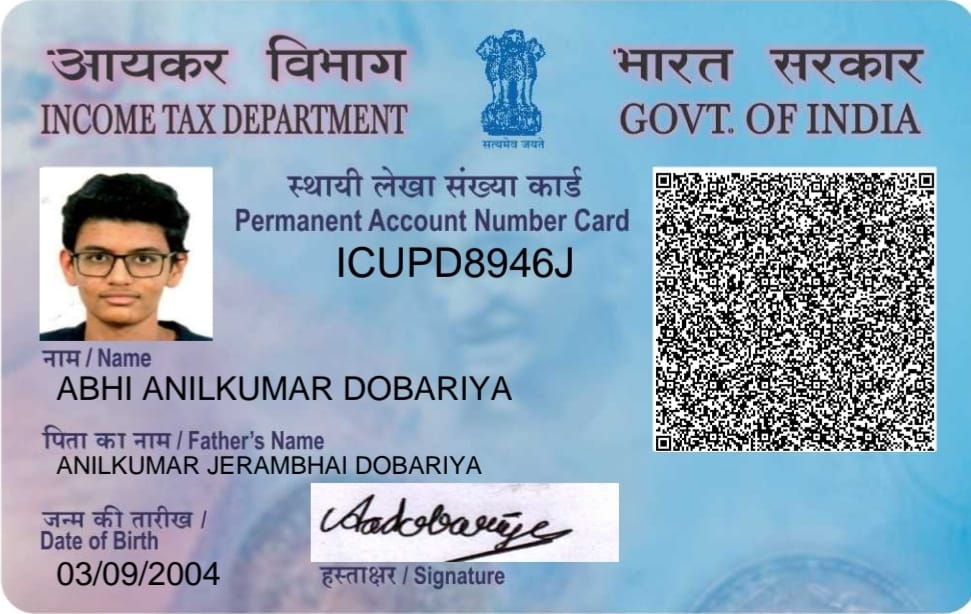 आयकर विभाग
INCOME TAX DEPARTMENT
भारत सरकार
GOVT. OF INDIA
सत्यमेव जयते
स्थायी लेखा संख्या कार्ड
Permanent Account Number Card
ICUPD8946J
नाम / Name
ABHI ANILKUMAR DOBARIYA
पिता का नाम / Father's Name
ANILKUMAR JERAMBHAI DOBARIYA
जन्म की तारीख /
Date of Birth
03/09/2004
Aadobariya
हस्ताक्षर / Signature